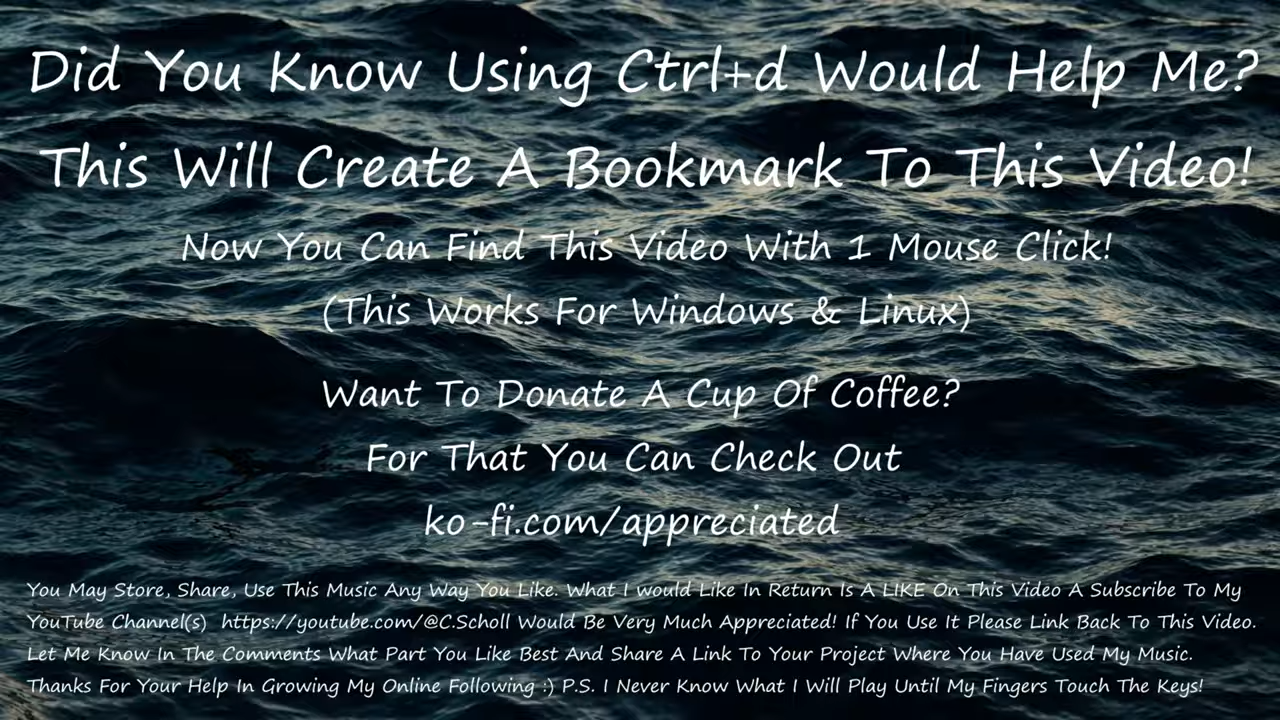 Did You Know Using Ctrl+d Would Help Me?
This Will Create A Bookmark To This Video!
Now You Can Find This Video With 1 Mouse Click!
(This Works For Windows & Linux)
Want To Donate A Cup Of Coffee?
For That You Can Check Out
ko-fi.com/appreciated
You May Store, Share, Use This Music Any Way You Like. What I would Like In Return Is A LIKE On This Video A Subscribe To My
YouTube Channel(s)  https://youtube.com/@C.Scholl Would Be Very Much Appreciated! If You Use It Please Link Back To This Video.
Let Me Know In The Comments What Part You Like Best And Share A Link To Your Project Where You Have Used My Music.
Thanks For Your Help In Growing My Online Following :) P.S. I Never Know What I Will Play Until My Fingers Touch The Keys!